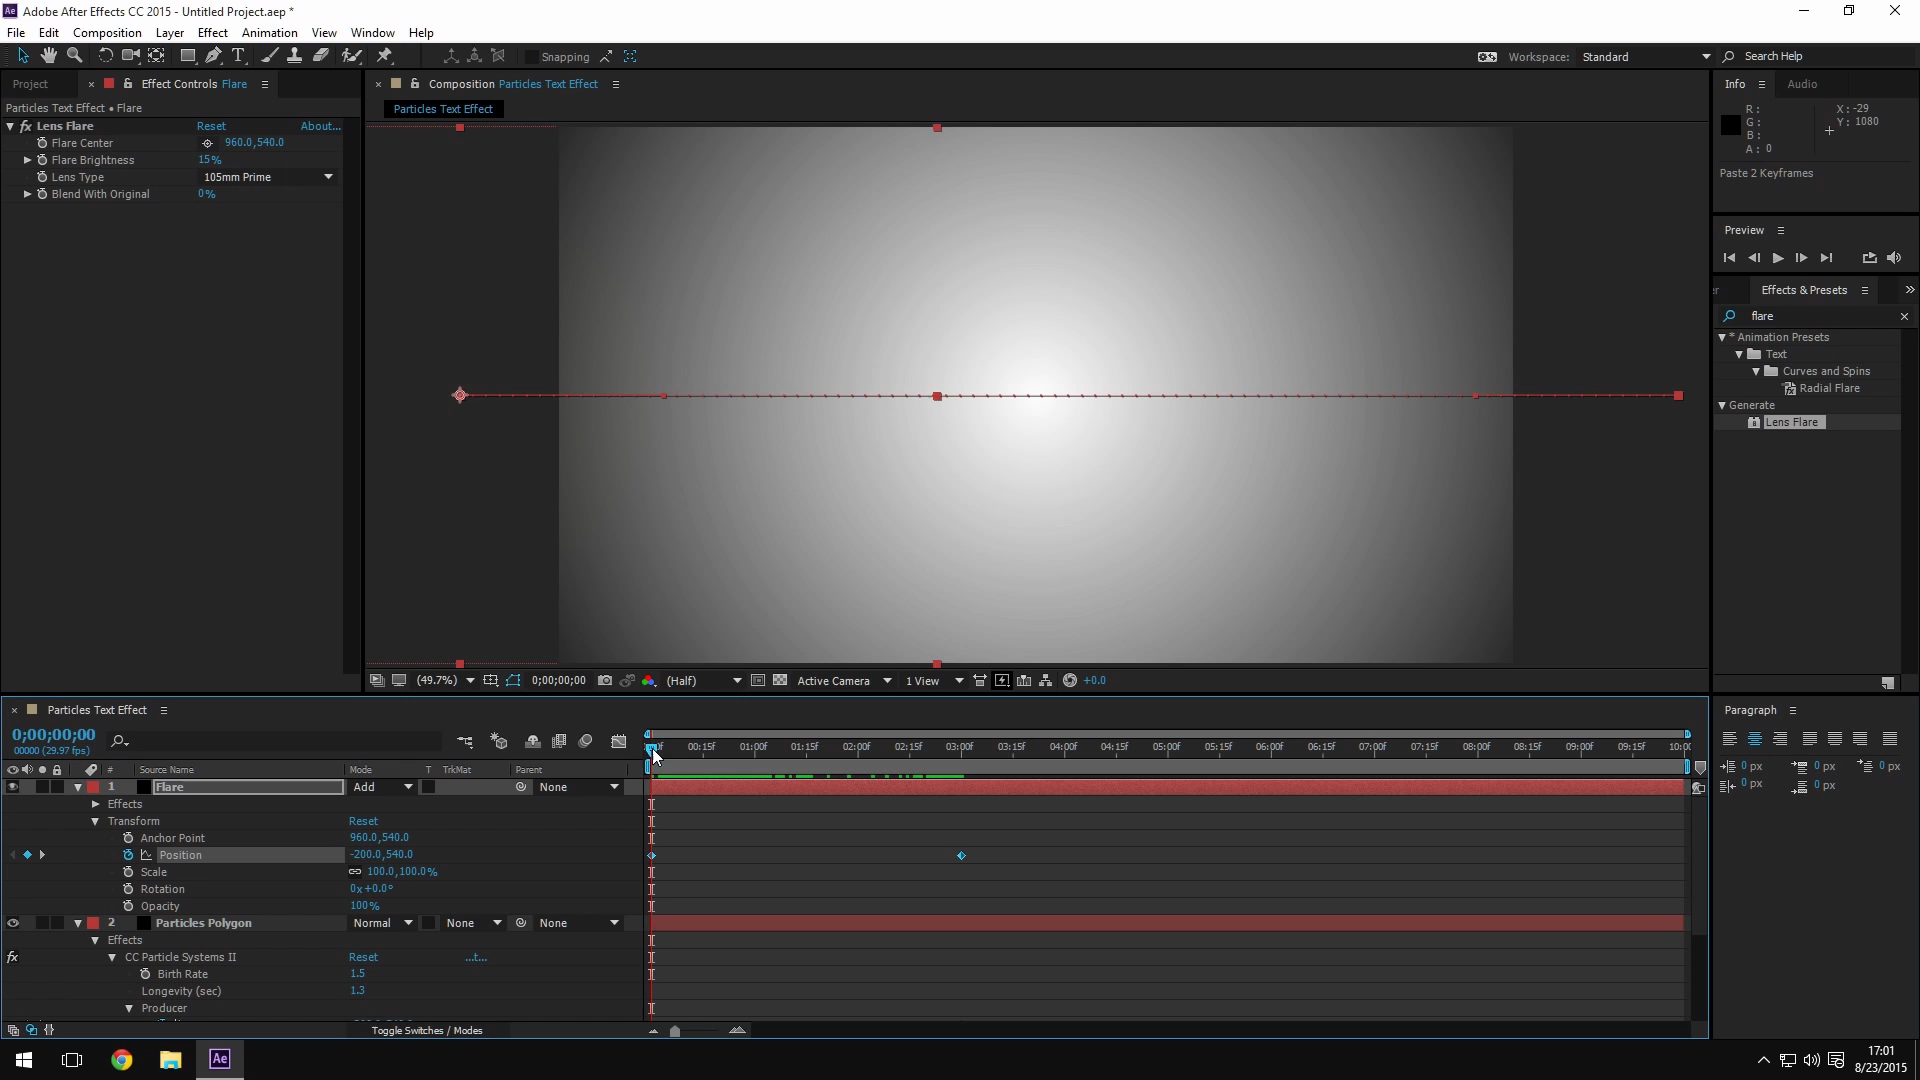 Adobe After Effects CC 2015 - Untitled Project.aep *
File Edit Composition Layer Effect Animation View Window Help
Snapping
Workspace: Standard
Search Help
Project
Effect Controls Flare
Particles Text Effect • Flare
fx Lens Flare Reset About...
Flare Center 960.0,540.0
Flare Brightness 15%
Lens Type 105mm Prime
Blend With Original 0%
Composition Particles Text Effect
Particles Text Effect
(49.7%) 0;00;00;00 (Half) Active Camera 1 View +0.0
Info Audio
R: X: -29
G: Y: 1080
B:
A: 0
Paste 2 Keyframes
Preview
Effects & Presets
flare
* Animation Presets
Text
Curves and Spins
Radial Flare
Generate
Lens Flare
Paragraph
0 px 0 px 0 px
0 px 0 px
Particles Text Effect
0;00;00;00
00000 (29.97 fps)
00:15f 01:00f 01:15f 02:00f 02:15f 03:00f 03:15f 04:00f 04:15f 05:00f 05:15f 06:00f 06:15f 07:00f 07:15f 08:00f 08:15f 09:00f 09:15f
# Source Name Mode T TrkMat Parent
1 Flare Add None
Effects
Transform Reset
Anchor Point 960.0,540.0
Position -200.0,540.0
Scale 100.0,100.0%
Rotation 0x+0.0°
Opacity 100%
2 Particles Polygon Normal None None
Effects
fx CC Particle Systems II Reset ...t...
Birth Rate 1.5
Longevity (sec) 1.3
Producer
Toggle Switches / Modes
Ae
17:01
8/23/2015